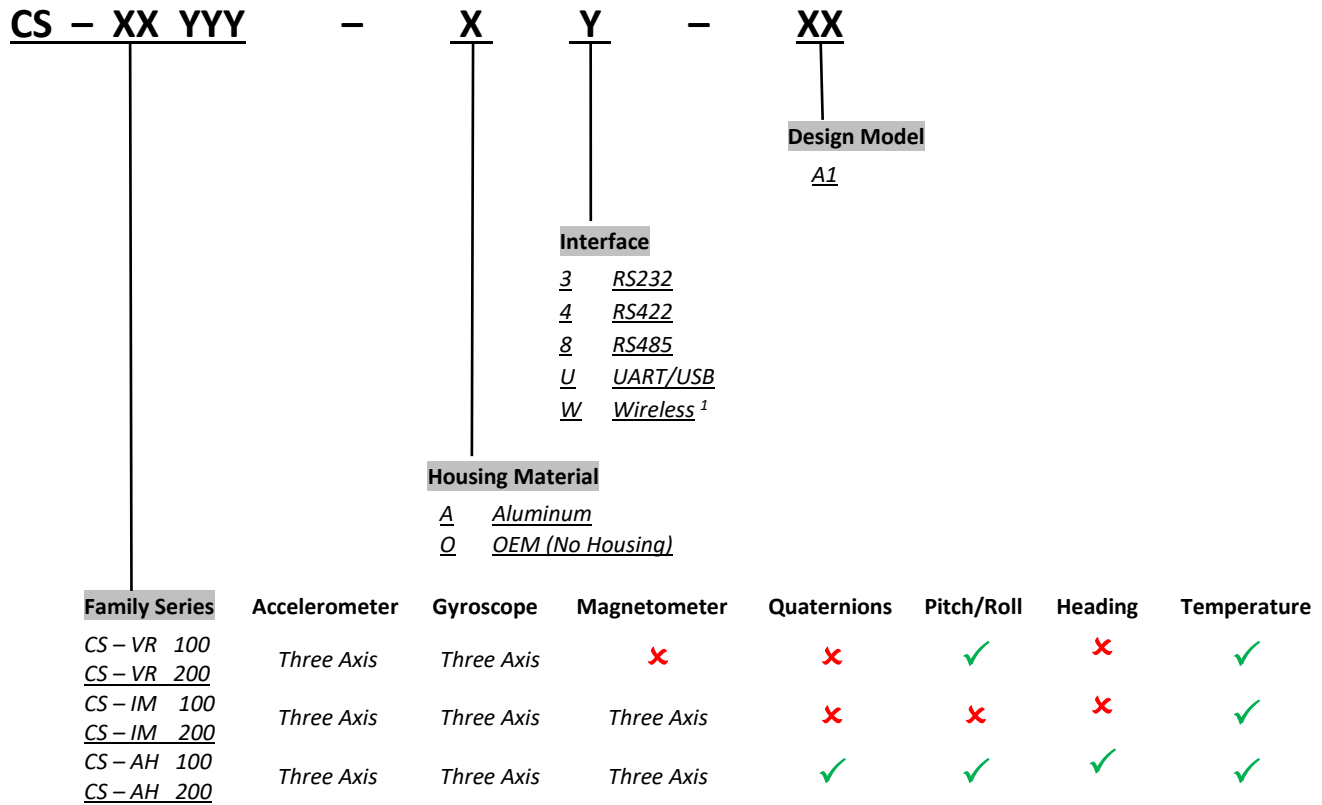 CS – XX YYY – X Y – XX
Design Model
A1
Interface
3 RS232
4 RS422
8 RS485
U UART/USB
W Wireless 1
Housing Material
A Aluminum
O OEM (No Housing)
Family Series Accelerometer Gyroscope Magnetometer Quaternions Pitch/Roll Heading Temperature
CS – VR 100
CS – VR 200
Three Axis Three Axis
CS – IM 100
CS – IM 200
Three Axis Three Axis Three Axis
CS – AH 100
CS – AH 200
Three Axis Three Axis Three Axis